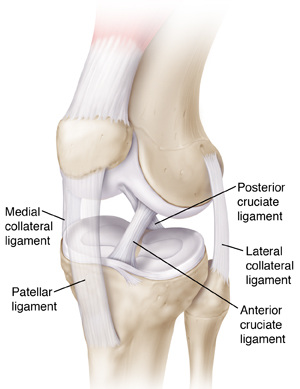 Posterior
cruciate
ligament
Medial
collateral
ligament
Lateral
collateral
ligament
Patellar
ligament
Anterior
cruciate
ligament